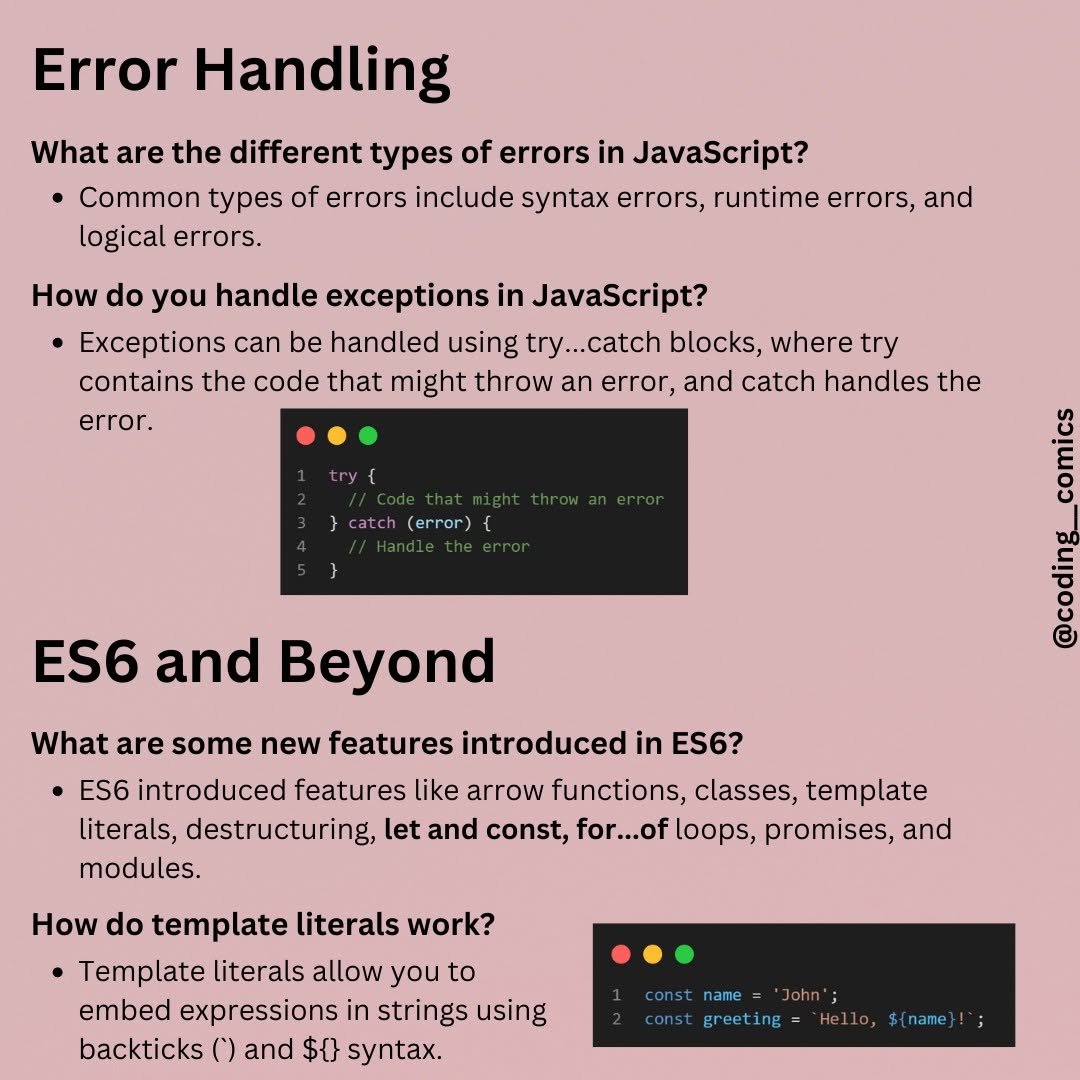 Error Handling
What are the different types of errors in JavaScript?
• Common types of errors include syntax errors, runtime errors, and
logical errors.
How do you handle exceptions in JavaScript?
• Exceptions can be handled using try...catch blocks, where try
contains the code that might throw an error, and catch handles the
error.
1 try {
2   // Code that might throw an error
3 } catch (error) {
4   // Handle the error
5 }
@coding__comics
ES6 and Beyond
What are some new features introduced in ES6?
• ES6 introduced features like arrow functions, classes, template
literals, destructuring, let and const, for...of loops, promises, and
modules.
How do template literals work?
• Template literals allow you to
embed expressions in strings using
backticks (`) and ${} syntax.
1 const name = 'John';
2 const greeting = `Hello, ${name}!`;